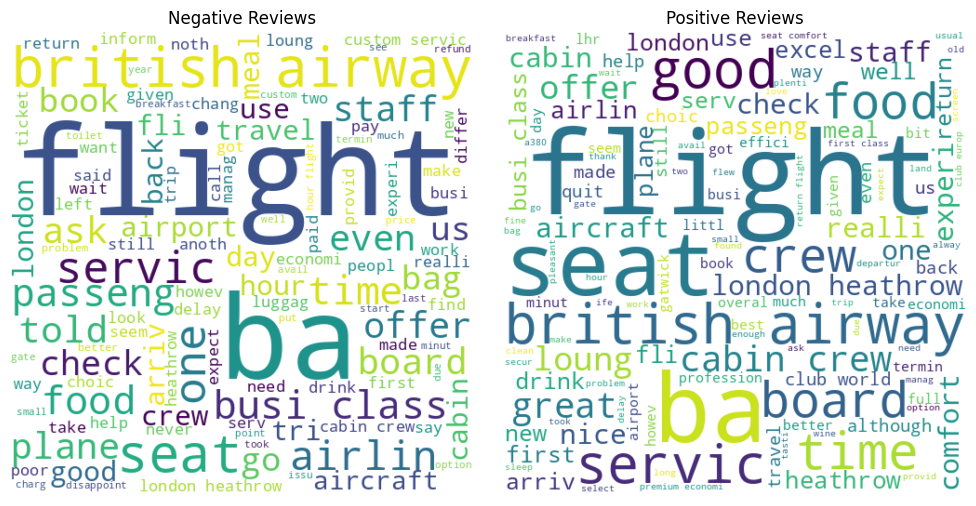 Negative Reviews
return inform noth loung custom servic see refund
british airway
year meal
ticket book given breakfast chang use custom two staff new differ
flight
toilet fli travel termin pay much
want back got make
said trip call manag hour flight provid experi busi
wait left well price
london ask airport still anoth paid even us
problem day economi peopl work realli
servic avail
passeng howev hour time bag
told delay luggag last find
look seem arriv heathrow expect one put start offer
better ba made minut
gate check board
way choic need drink first due
food small help crew busi class cabin
take never serv point tri cabin crew say
plane took seat go airlin option
poor good issu aircraft
charg disappoint london heathrow
Positive Reviews
breakfast lhr london use seat comfort usual
cabin help good excel staff old
busi class offer wait way well plenti love
day airlin serv check food experi return screen
still choic passeng meal bit
flight
a380 seem plane avail effici first class europ
thank got even club
made two flew expect land
go quit gate busi return flight given us
fine aircraft littl realli
bag seat small crew one alway
pleasant found book departur back
hour gatwick london heathrow
minut ife work overal much trip take economi
british airway
make best enough due
clean loung fli cabin crew ask need termin
secur drink profession club world manag full
problem great ba board option
new took delay airport howev better although
nice travel tasti wine time comfort
first servic heathrow
sleep long provid
arriv select premium economi